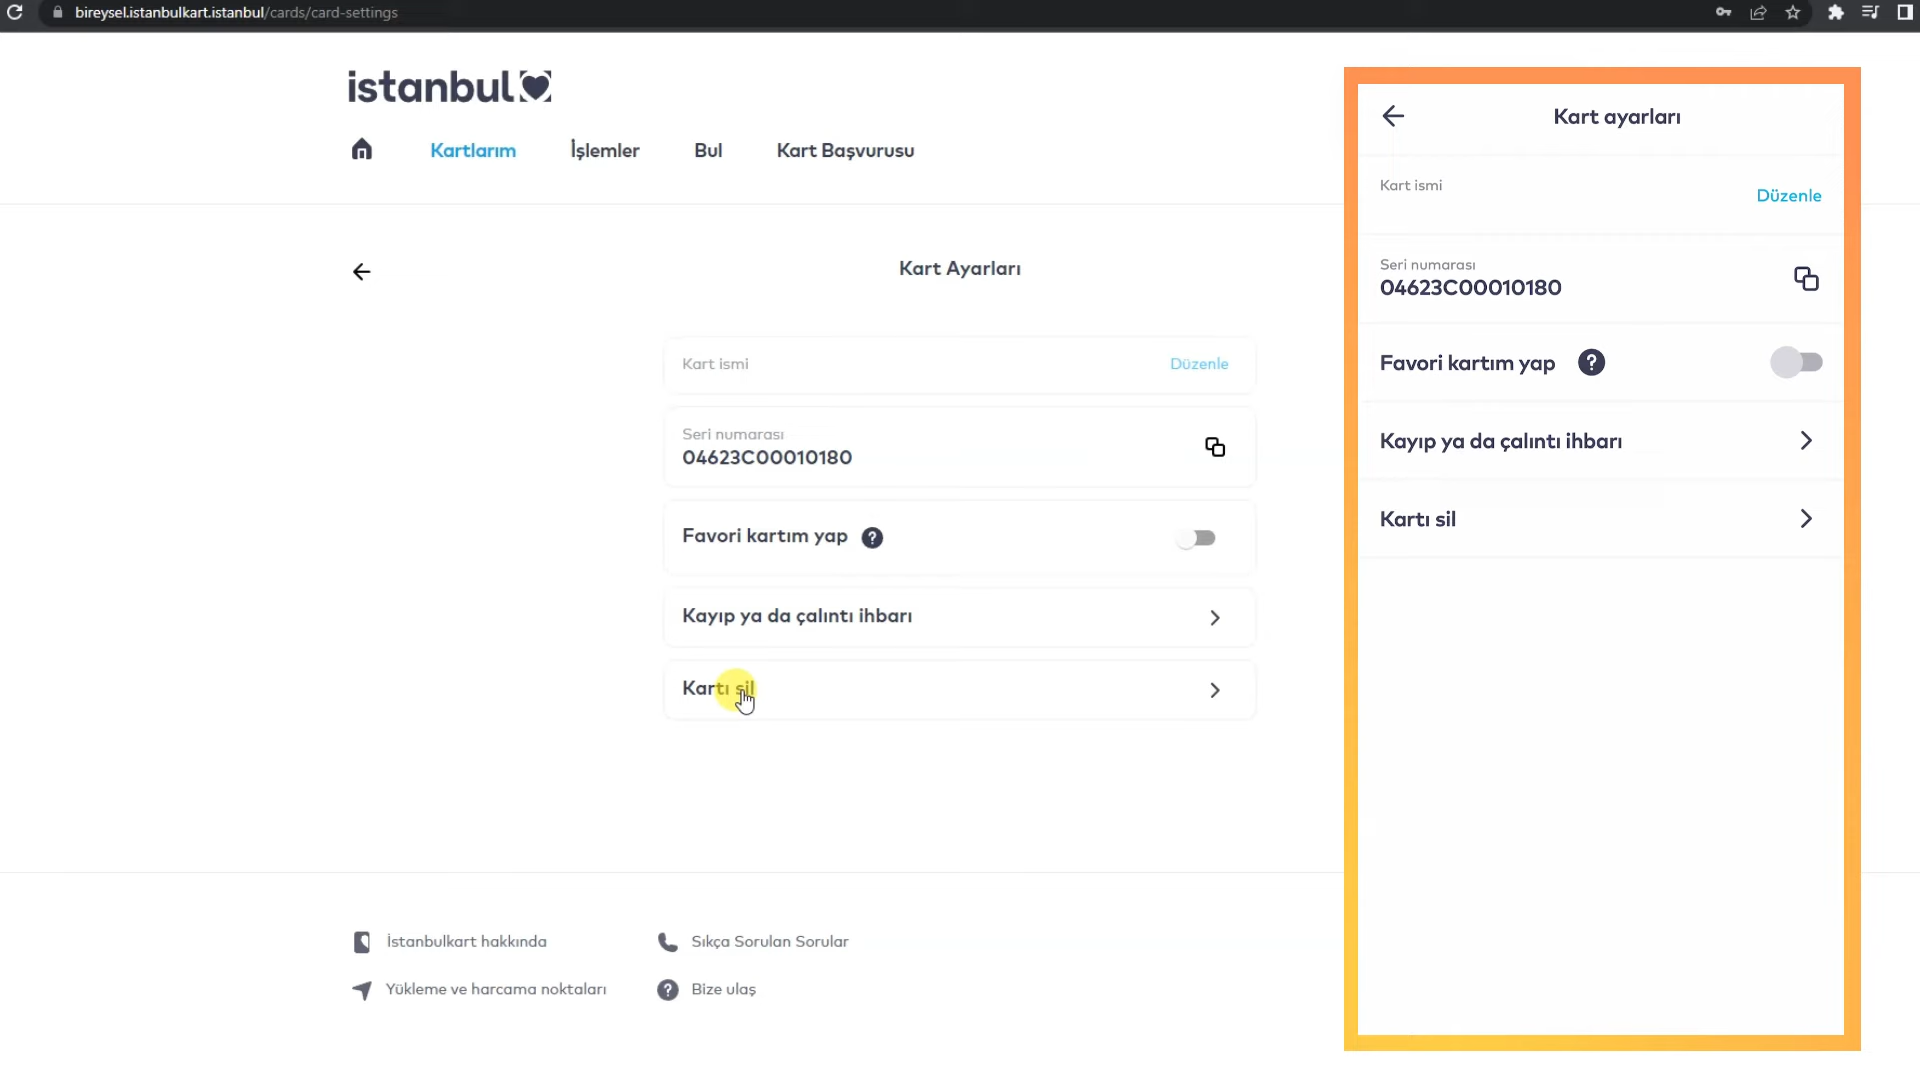 bireysel.istanbulkart.istanbul/cards/card-settings
istanbul
Kartlarım
İşlemler
Bul
Kart Başvurusu
Kart Ayarları
Kart ismi
Düzenle
Seri numarası
04623C00010180
Favori kartım yap
?
Kayıp ya da çalıntı ihbarı
Kartı sil
İstanbulkart hakkında
Sıkça Sorulan Sorular
Yükleme ve harcama noktaları
?
Bize ulaş
Kart ayarları
Kart ismi
Düzenle
Seri numarası
04623C00010180
Favori kartım yap
?
Kayıp ya da çalıntı ihbarı
Kartı sil